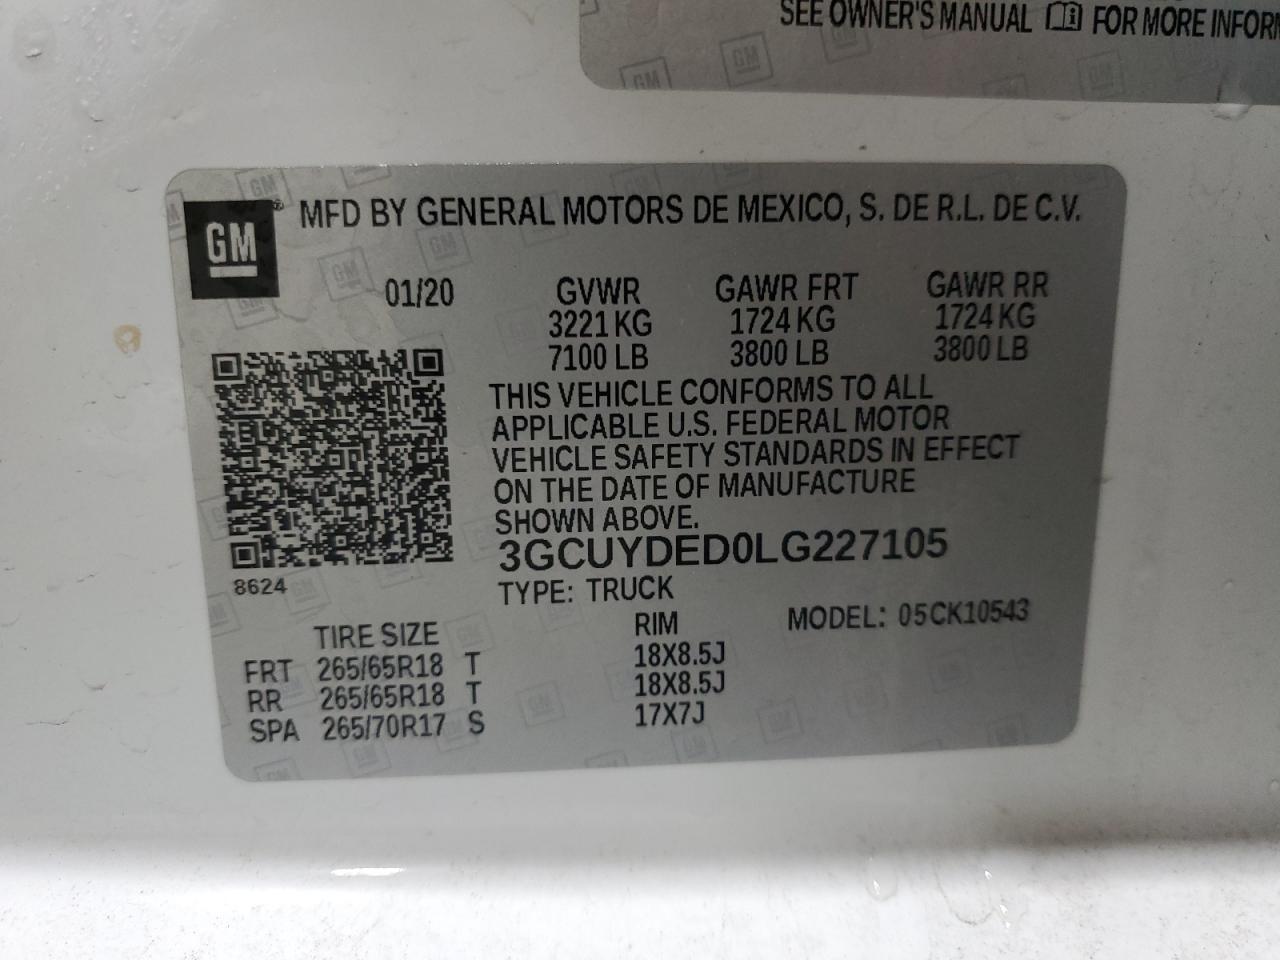 SEE OWNER'S MANUAL FOR MORE
GM
MFD BY GENERAL MOTORS DE MEXICO, S. DE R.L. DE C.V.
01/20 GVWR GAWR FRT GAWR RR
3221 KG 1724 KG 1724 KG
7100 LB 3800 LB 3800 LB
THIS VEHICLE CONFORMS TO ALL
APPLICABLE U.S. FEDERAL MOTOR
VEHICLE SAFETY STANDARDS IN EFFECT
ON THE DATE OF MANUFACTURE
SHOWN ABOVE.
3GCUYDED0LG227105
8624
TYPE: TRUCK
MODEL: 05CK10543
TIRE SIZE RIM
FRT 265/65R18 T 18X8.5J
RR 265/65R18 T 18X8.5J
SPA 265/70R17 S 17X7J